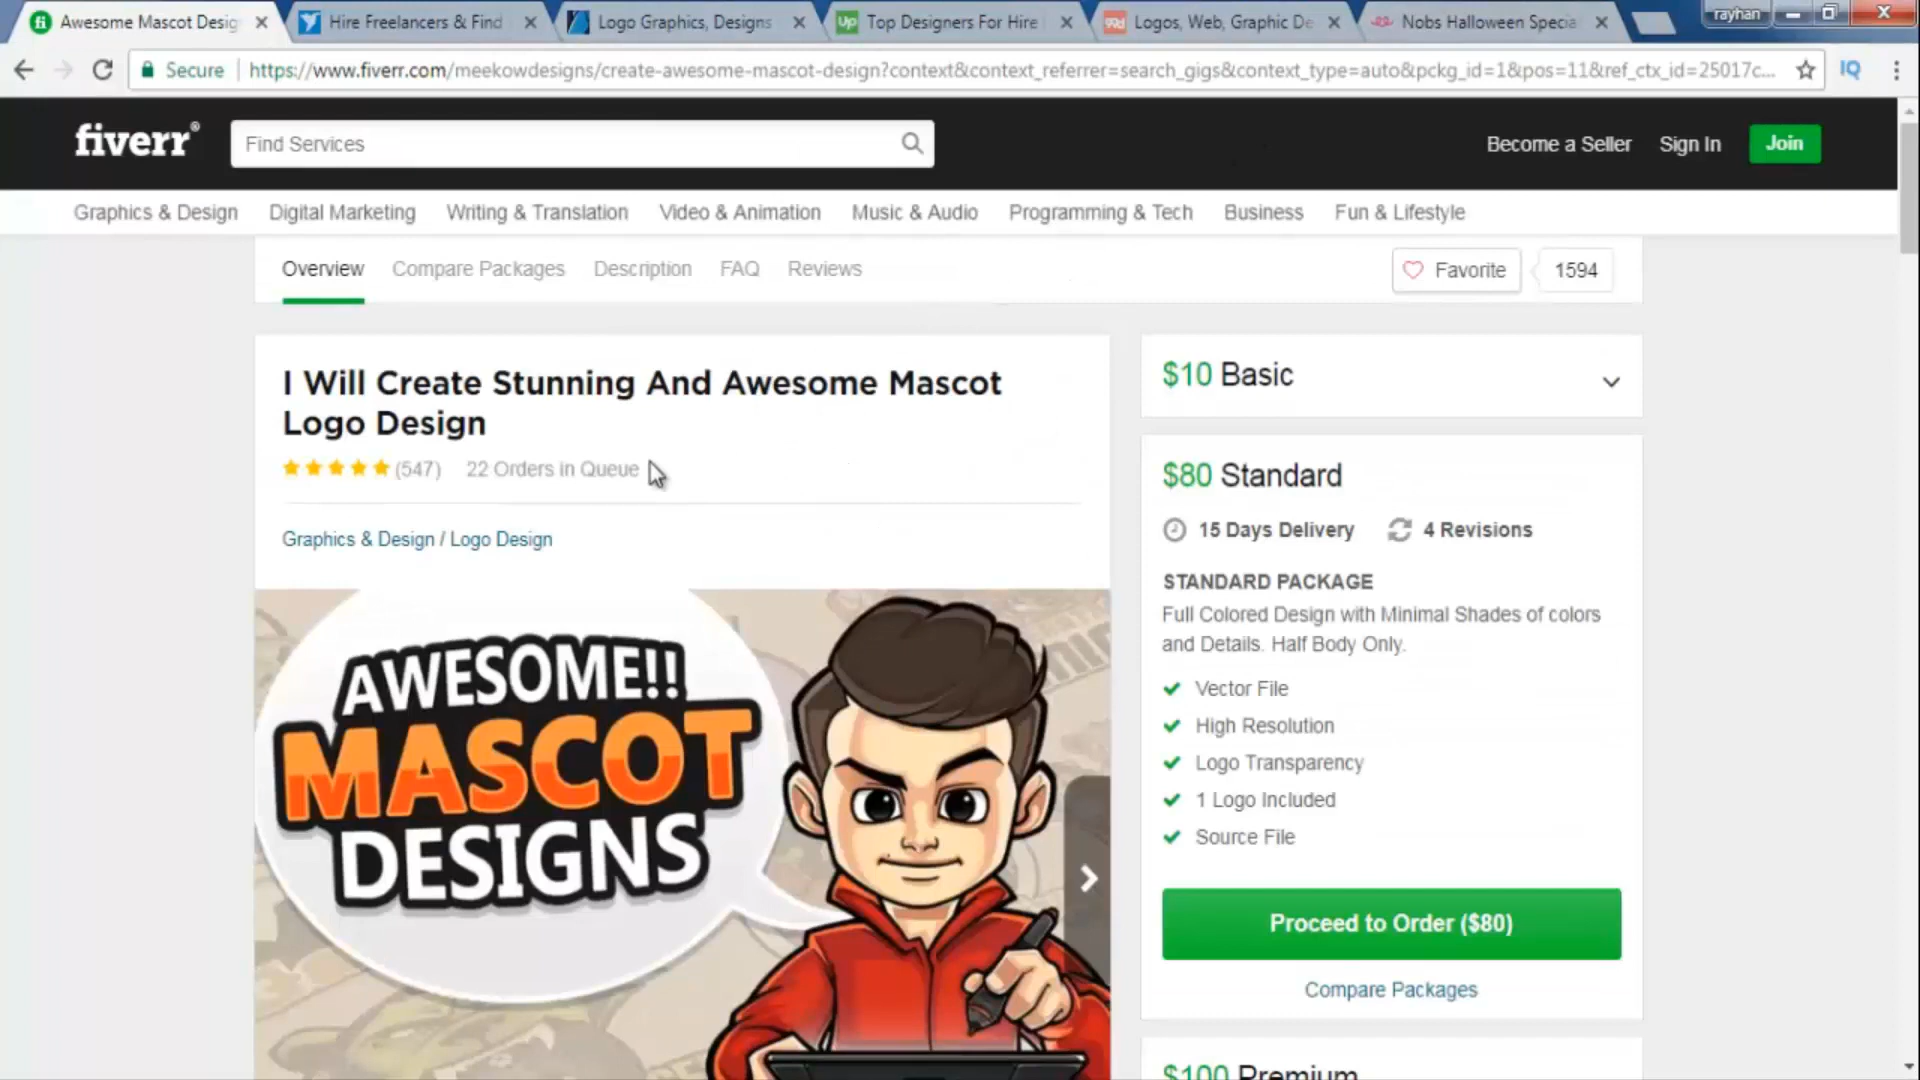 Awesome Mascot Desig
Hire Freelancers & Find
Logo Graphics, Designs
Top Designers For Hire
Logos, Web, Graphic De
Nobs Halloween Specia
rayhan
Secure
https://www.fiverr.com/meekowdesigns/create-awesome-mascot-design?context&context_referrer=search_gigs&context_type=auto&pckg_id=1&pos=11&ref_ctx_id=25017c...
IQ
fiverr®
Find Services
Become a Seller
Sign In
Join
Graphics & Design
Digital Marketing
Writing & Translation
Video & Animation
Music & Audio
Programming & Tech
Business
Fun & Lifestyle
Overview
Compare Packages
Description
FAQ
Reviews
Favorite
1594
I Will Create Stunning And Awesome Mascot
Logo Design
(547)
22 Orders in Queue
Graphics & Design / Logo Design
AWESOME!!
MASCOT
DESIGNS
$10 Basic
$80 Standard
15 Days Delivery
4 Revisions
STANDARD PACKAGE
Full Colored Design with Minimal Shades of colors
and Details. Half Body Only.
Vector File
High Resolution
Logo Transparency
1 Logo Included
Source File
Proceed to Order ($80)
Compare Packages
$100 Premium